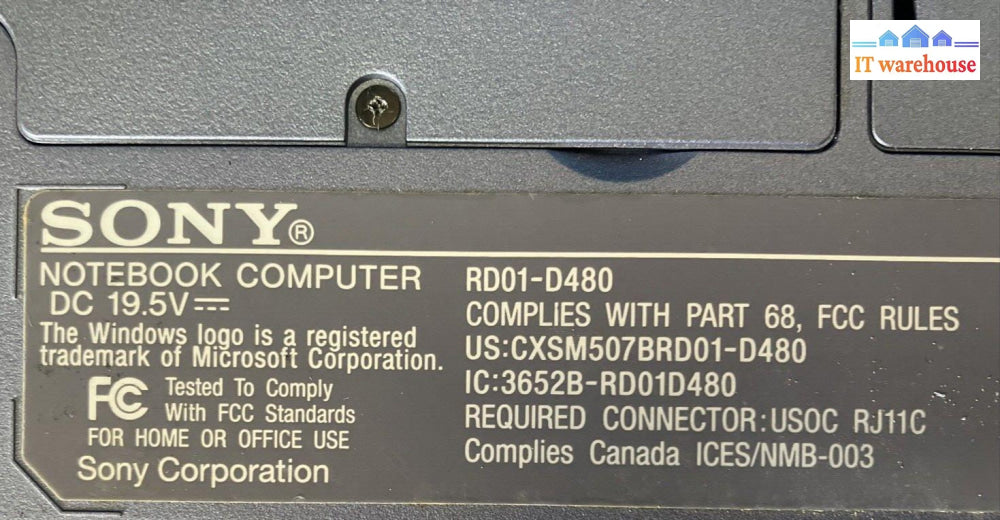 IT warehouse
SONY®
NOTEBOOK COMPUTER
DC 19.5V⎓
The Windows logo is a registered
trademark of Microsoft Corporation.
FC Tested To Comply
With FCC Standards
FOR HOME OR OFFICE USE
Sony Corporation
RD01-D480
COMPLIES WITH PART 68, FCC RULES
US:CXSM507BRD01-D480
IC:3652B-RD01D480
REQUIRED CONNECTOR:USOC RJ11C
Complies Canada ICES/NMB-003